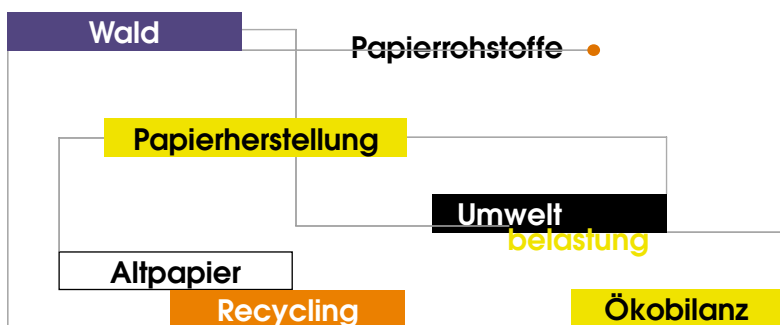 Wald
Papierrohstoffe
Papierherstellung
Umwelt
belastung
Altpapier
Recycling
Ökobilanz